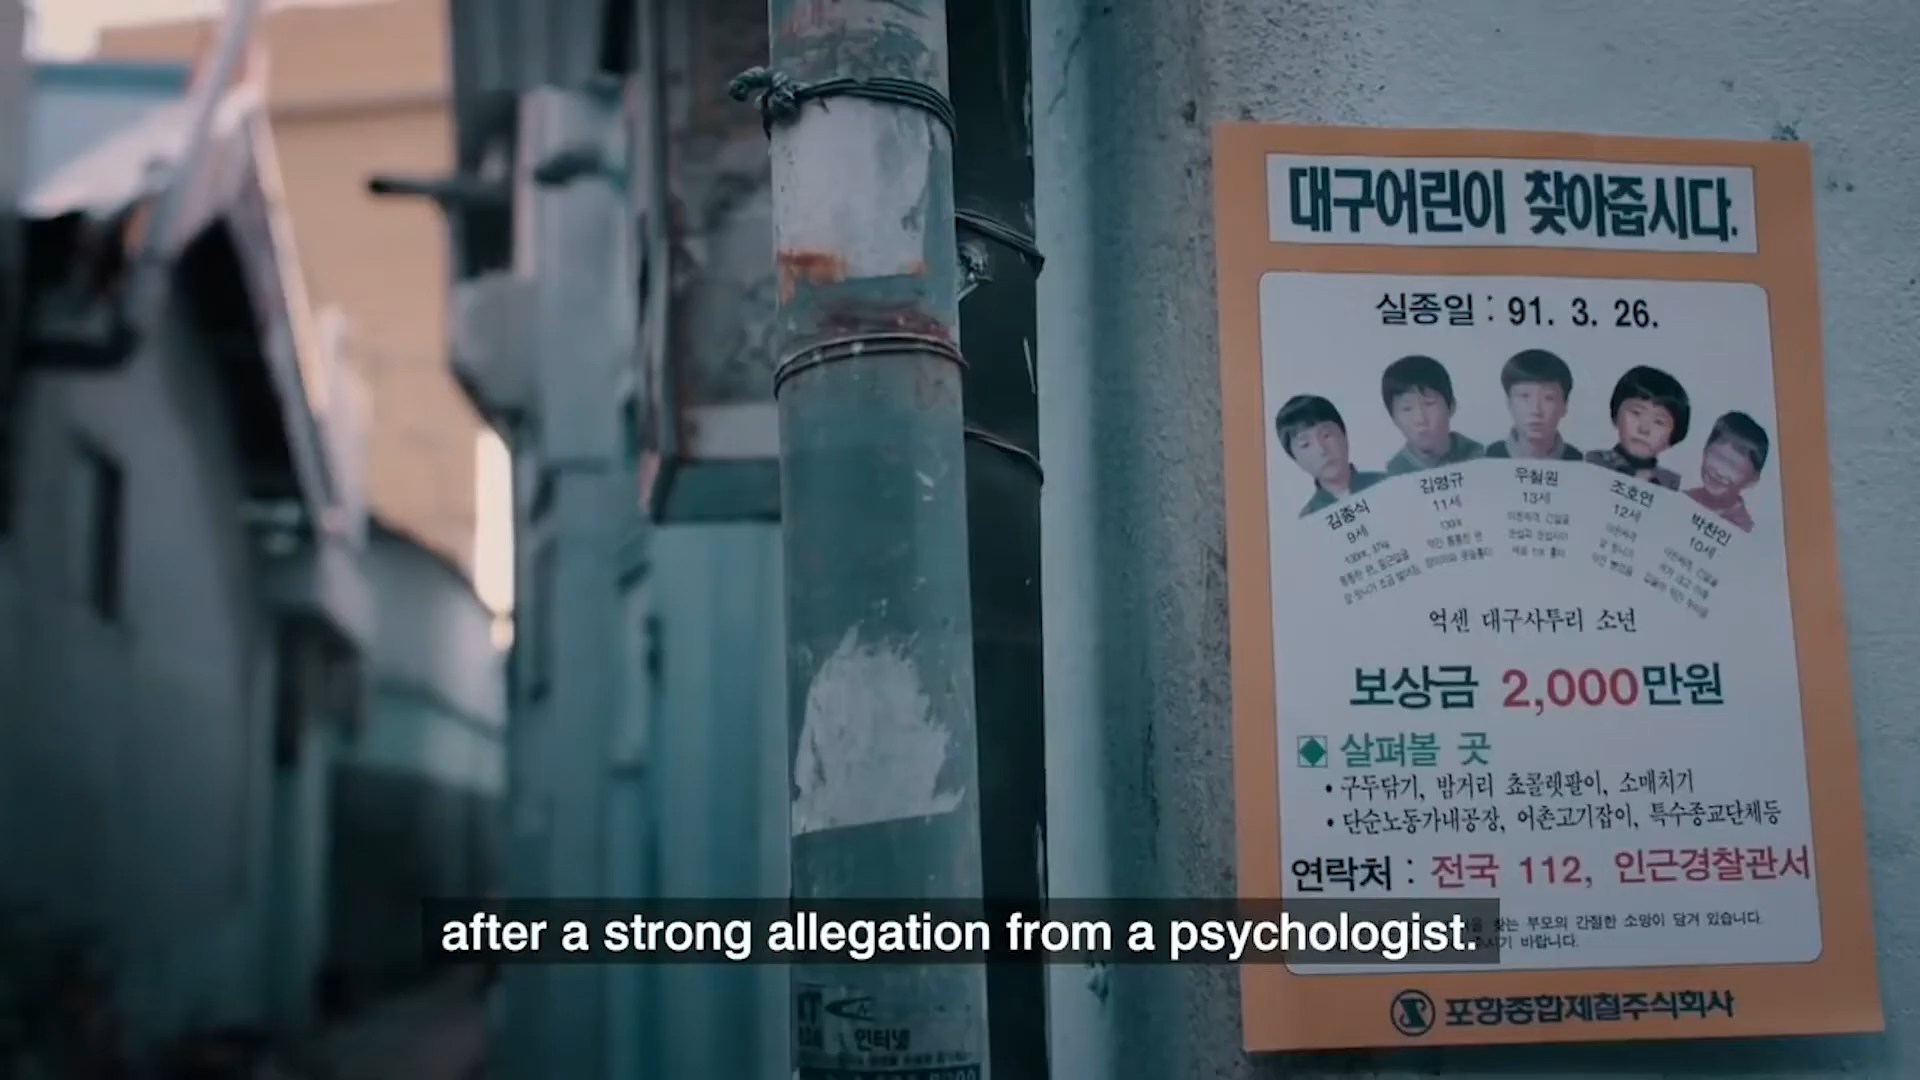 대구어린이 찾아줍시다.
실종일 : 91. 3. 26.
김종식
9세
김영규
11세
우철원
13세
조호연
12세
박찬인
10세
억센 대구사투리 소년
보상금 2,000만원
살펴볼 곳
• 구두닦기, 밤거리 쵸콜렛팔이, 소매치기
• 단순노동가내공장, 어촌고기잡이, 특수종교단체등
연락처 : 전국 112, 인근경찰관서
찾는 부모의 간절한 소망이 담겨 있습니다.
바랍니다.
포항종합제철주식회사
after a strong allegation from a psychologist.
인터넷